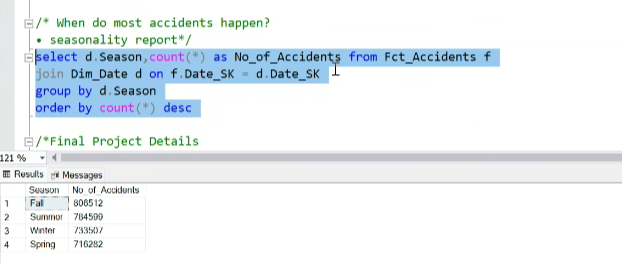 /* When do most accidents happen?
• seasonality report*/
select d.Season,count(*) as No_of_Accidents from Fct_Accidents f
join Dim_Date d on f.Date_SK = d.Date_SK
group by d.Season
order by count(*) desc
/*Final Project Details
121 %
Results Messages
Season No_of_Accidents
1 Fall 806512
2 Summer 784599
3 Winter 733507
4 Spring 716282